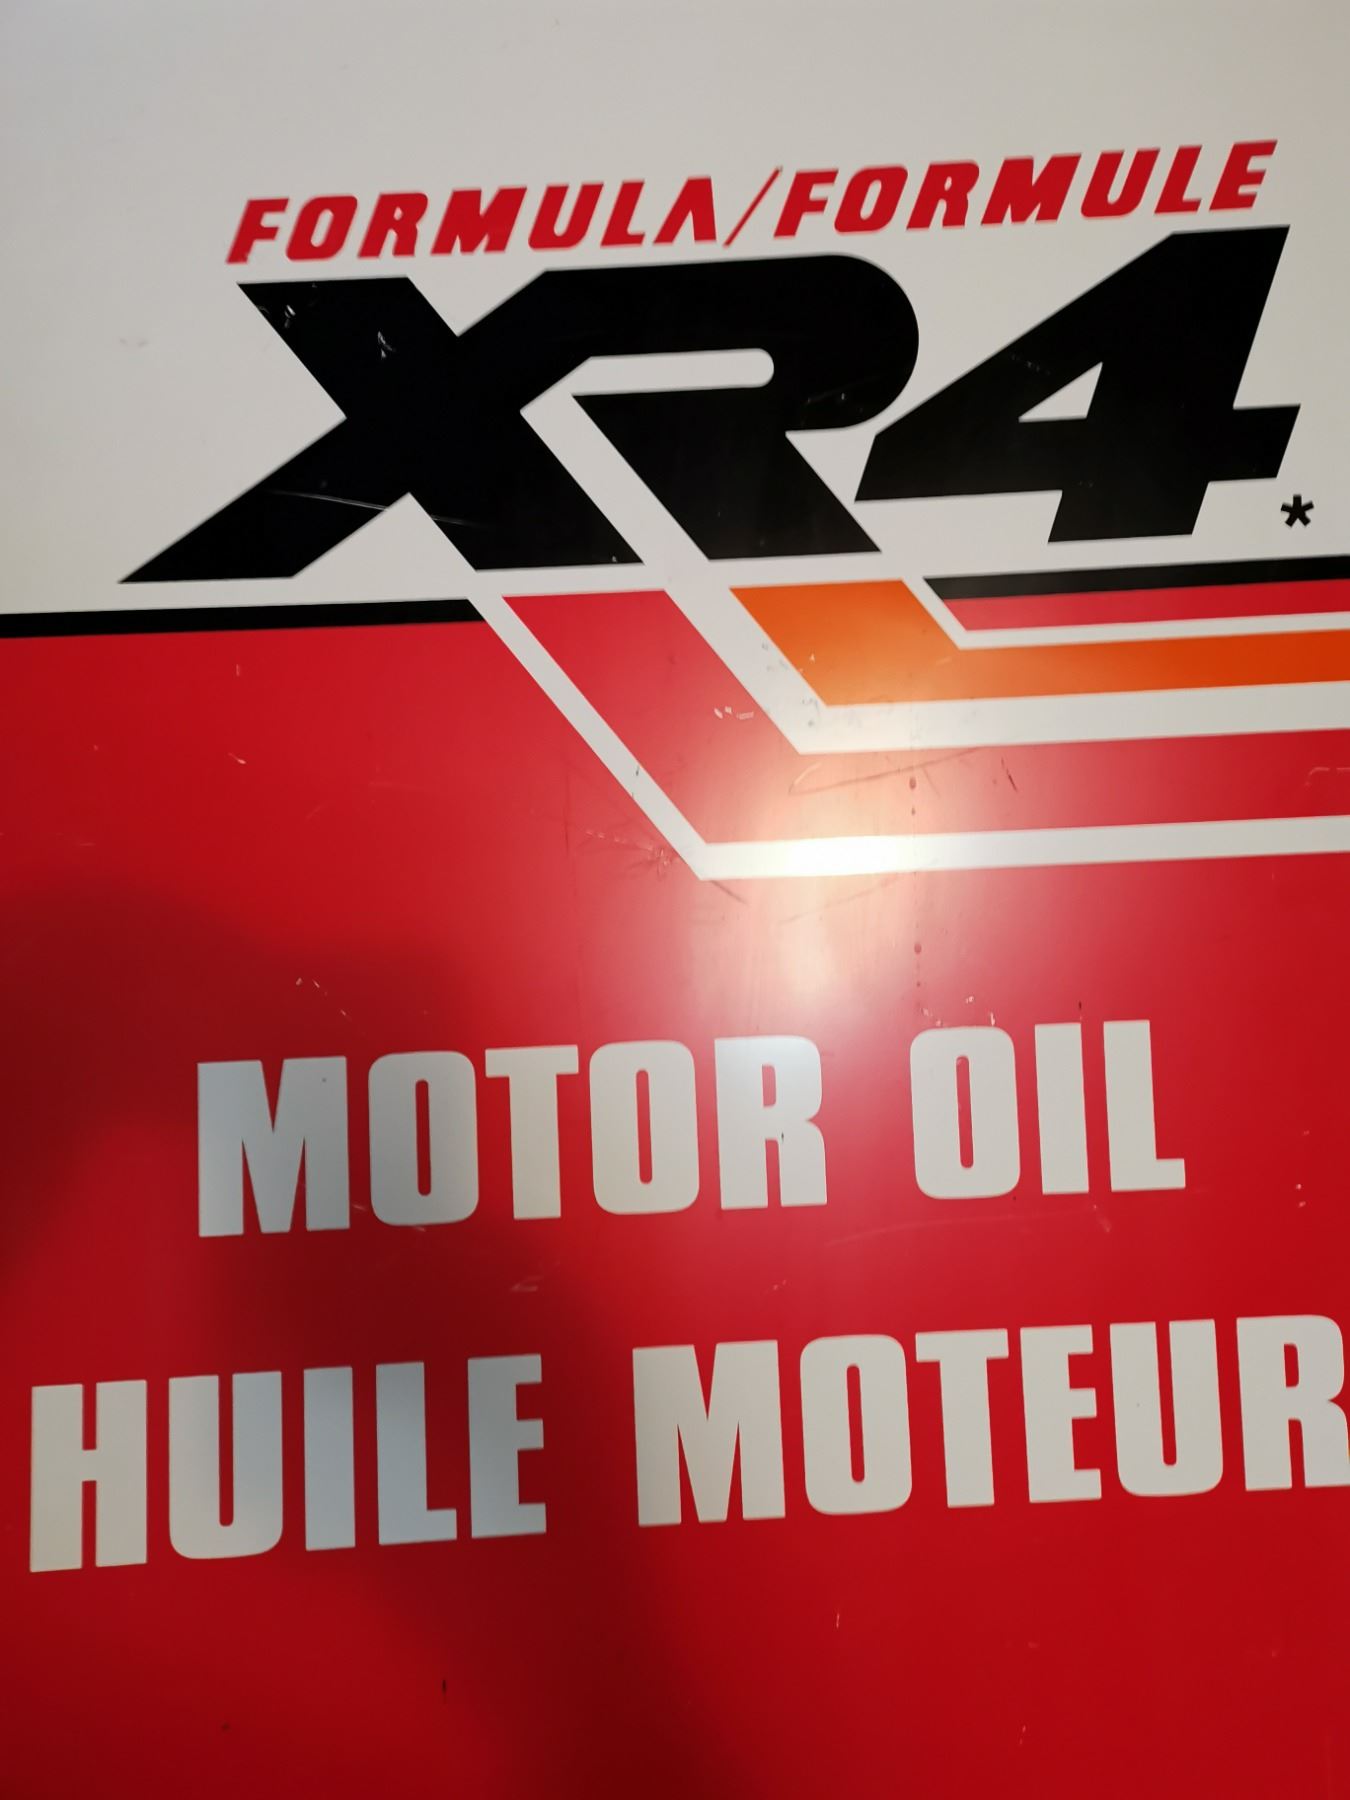 FORMULA/FORMULE
XR4*
MOTOR OIL
HUILE MOTEUR